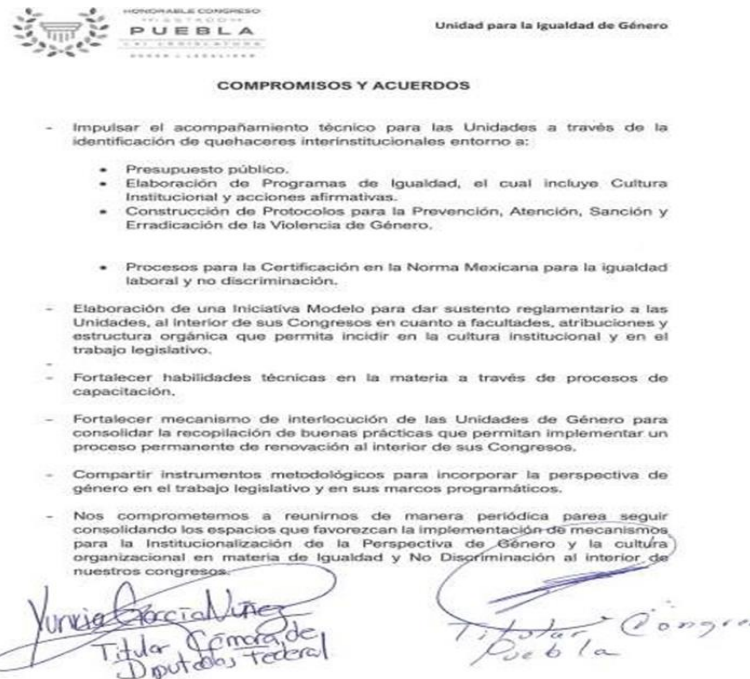 HONORABLE CONGRESO
ESTADO
PUEBLA
LXI LEGISLATURA
ORDEN Y LEGALIDAD
Unidad para la Igualdad de Género
COMPROMISOS Y ACUERDOS
- Impulsar el acompañamiento técnico para las Unidades a través de la
identificación de quehaceres interinstitucionales entorno a:
• Presupuesto público.
• Elaboración de Programas de Igualdad, el cual incluye Cultura
Institucional y acciones afirmativas.
• Construcción de Protocolos para la Prevención, Atención, Sanción y
Erradicación de la Violencia de Género.
• Procesos para la Certificación en la Norma Mexicana para la igualdad
laboral y no discriminación.
- Elaboración de una Iniciativa Modelo para dar sustento reglamentario a las
Unidades, al interior de sus Congresos en cuanto a facultades, atribuciones y
estructura orgánica que permita incidir en la cultura institucional y en el
trabajo legislativo.
-
- Fortalecer habilidades técnicas en la materia a través de procesos de
capacitación.
- Fortalecer mecanismo de interlocución de las Unidades de Género para
consolidar la recopilación de buenas prácticas que permitan implementar un
proceso permanente de renovación al interior de sus Congresos.
- Compartir instrumentos metodológicos para incorporar la perspectiva de
género en el trabajo legislativo y en sus marcos programáticos.
- Nos comprometemos a reunirnos de manera periódica parea seguir
consolidando los espacios que favorezcan la implementación de mecanismos
para la Institucionalización de la Perspectiva de Género y la cultura
organizacional en materia de Igualdad y No Discriminación al interior de
nuestros congresos.
Yuricia García Núñez
Titular Cámara de
Diputados Federal
Titular Congre
Puebla